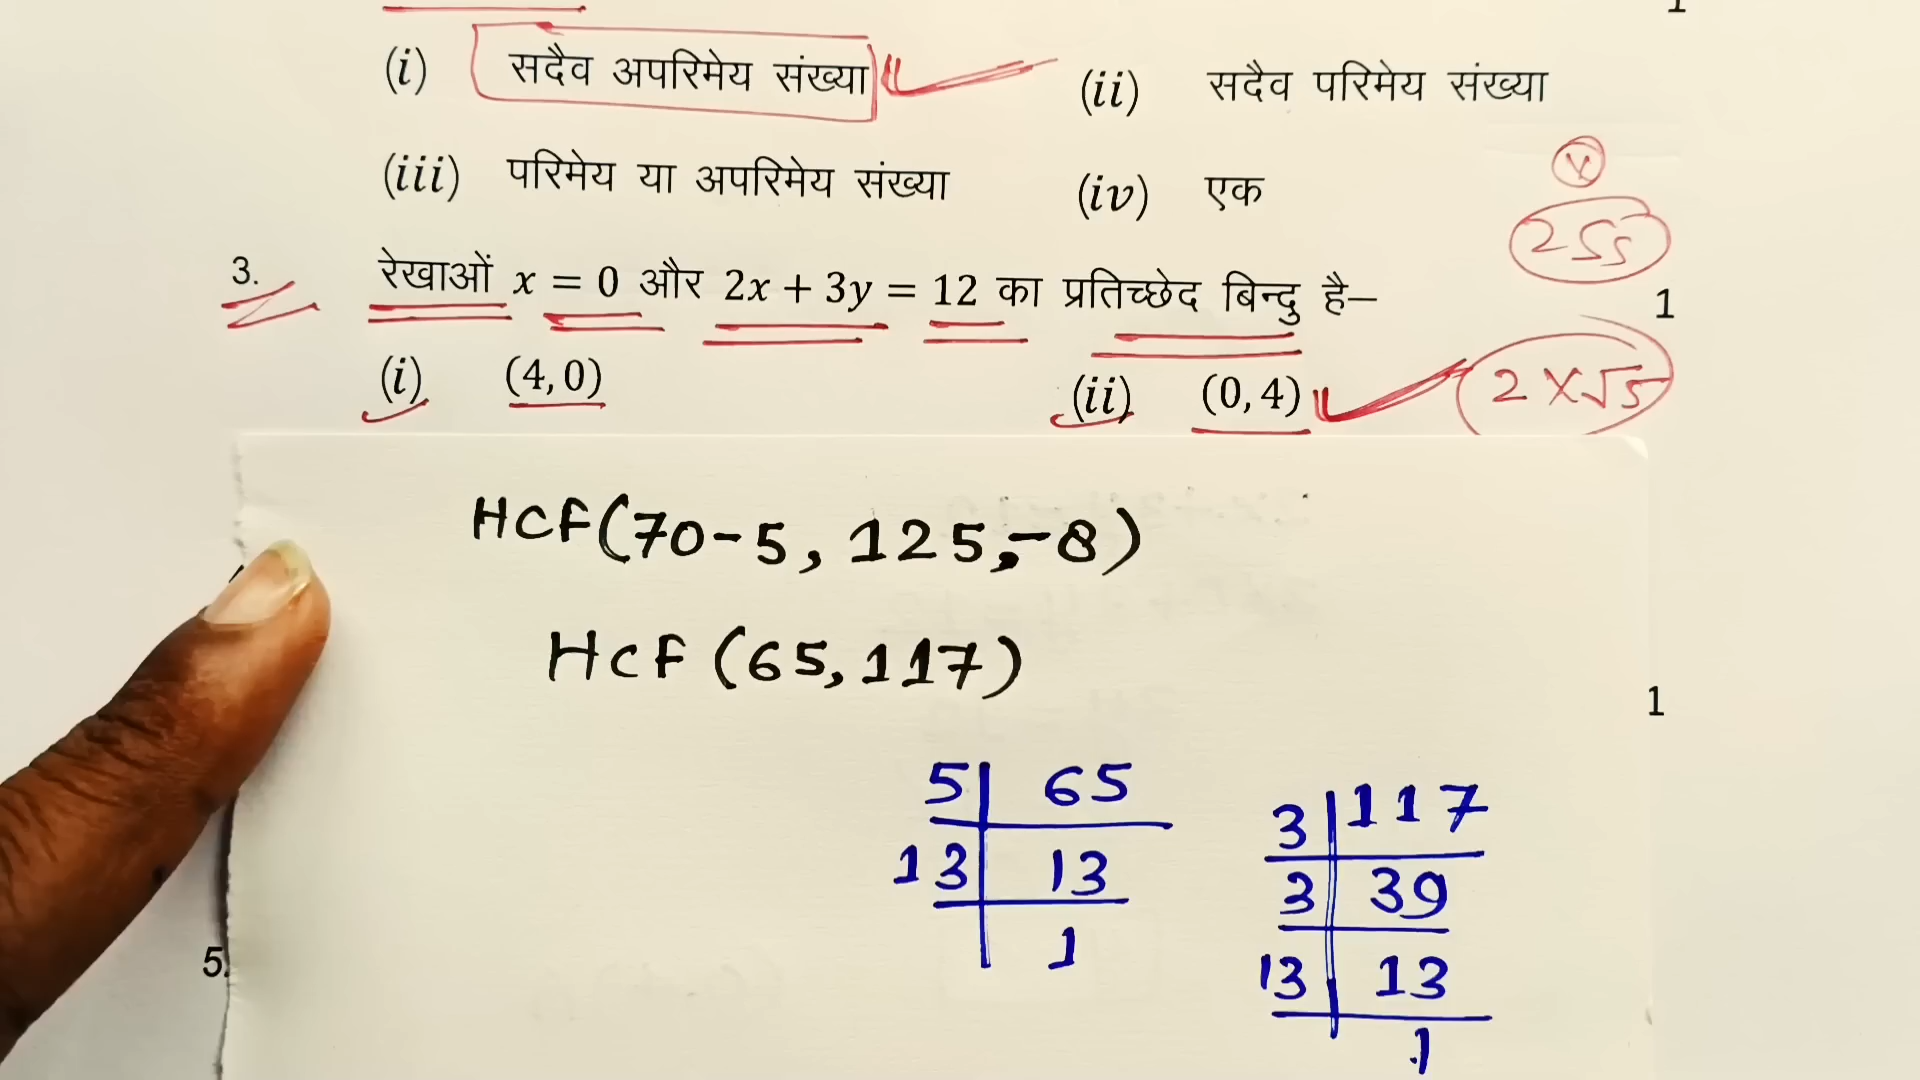 1
(i) सदैव अपरिमेय संख्या (ii) सदैव परिमेय संख्या
(iii) परिमेय या अपरिमेय संख्या (iv) एक
2√5
3. रेखाओं x = 0 और 2x + 3y = 12 का प्रतिच्छेद बिन्दु है– 1
(i) (4,0) (ii) (0,4) 2×√5
HCF(70-5, 125,-8)
HCF (65,117)
1
5 65
13 13
1
3 117
3 39
13 13
1
5.